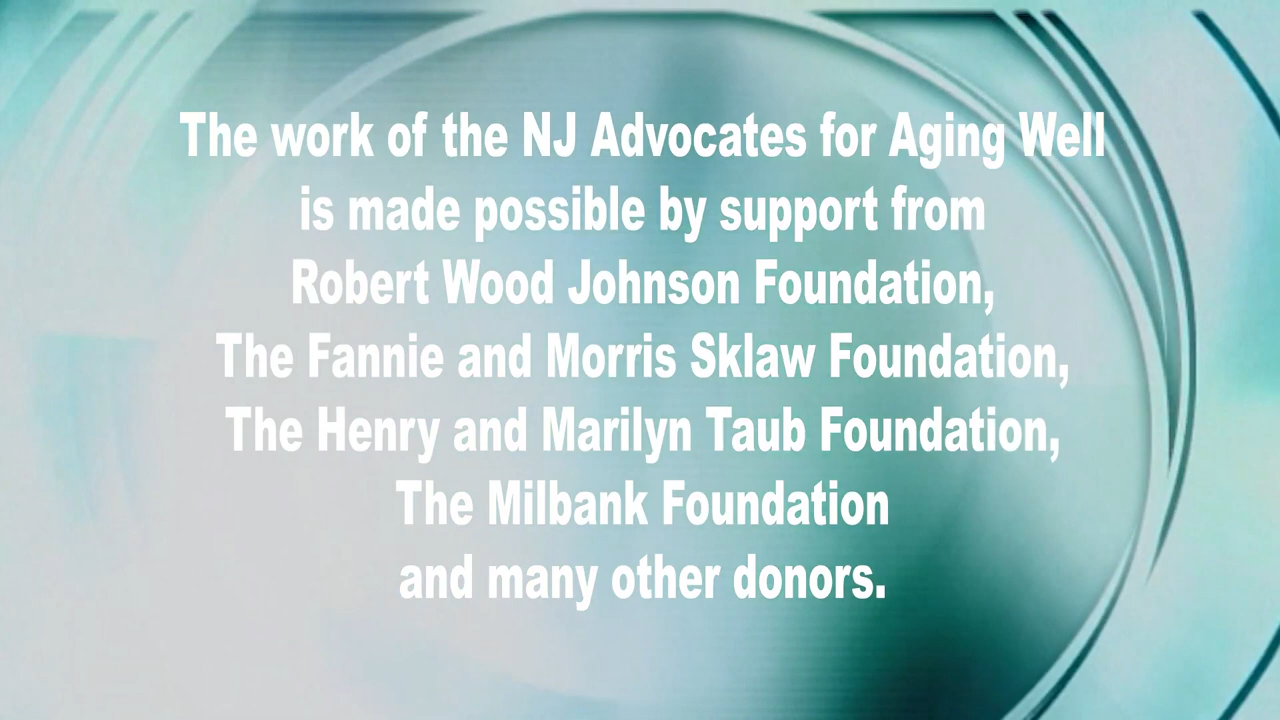 The work of the NJ Advocates for Aging Well
is made possible by support from
Robert Wood Johnson Foundation,
The Fannie and Morris Sklaw Foundation,
The Henry and Marilyn Taub Foundation,
The Milbank Foundation
and many other donors.